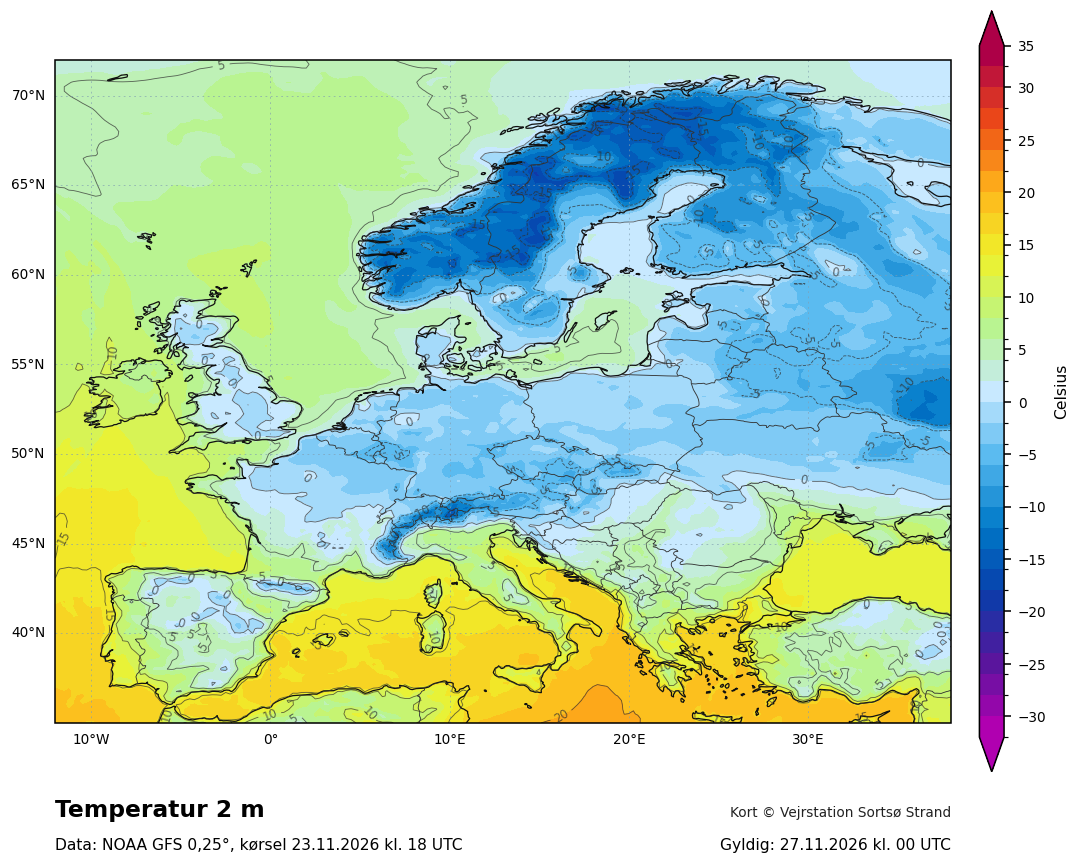 70°N
65°N
60°N
55°N
50°N
45°N
40°N
10°W
0°
10°E
20°E
30°E
35
30
25
20
15
10
5
0
−5
−10
−15
−20
−25
−30
Celsius
Temperatur 2 m
Kort © Vejrstation Sortsø Strand
Data: NOAA GFS 0,25°, kørsel 23.11.2026 kl. 18 UTC
Gyldig: 27.11.2026 kl. 00 UTC